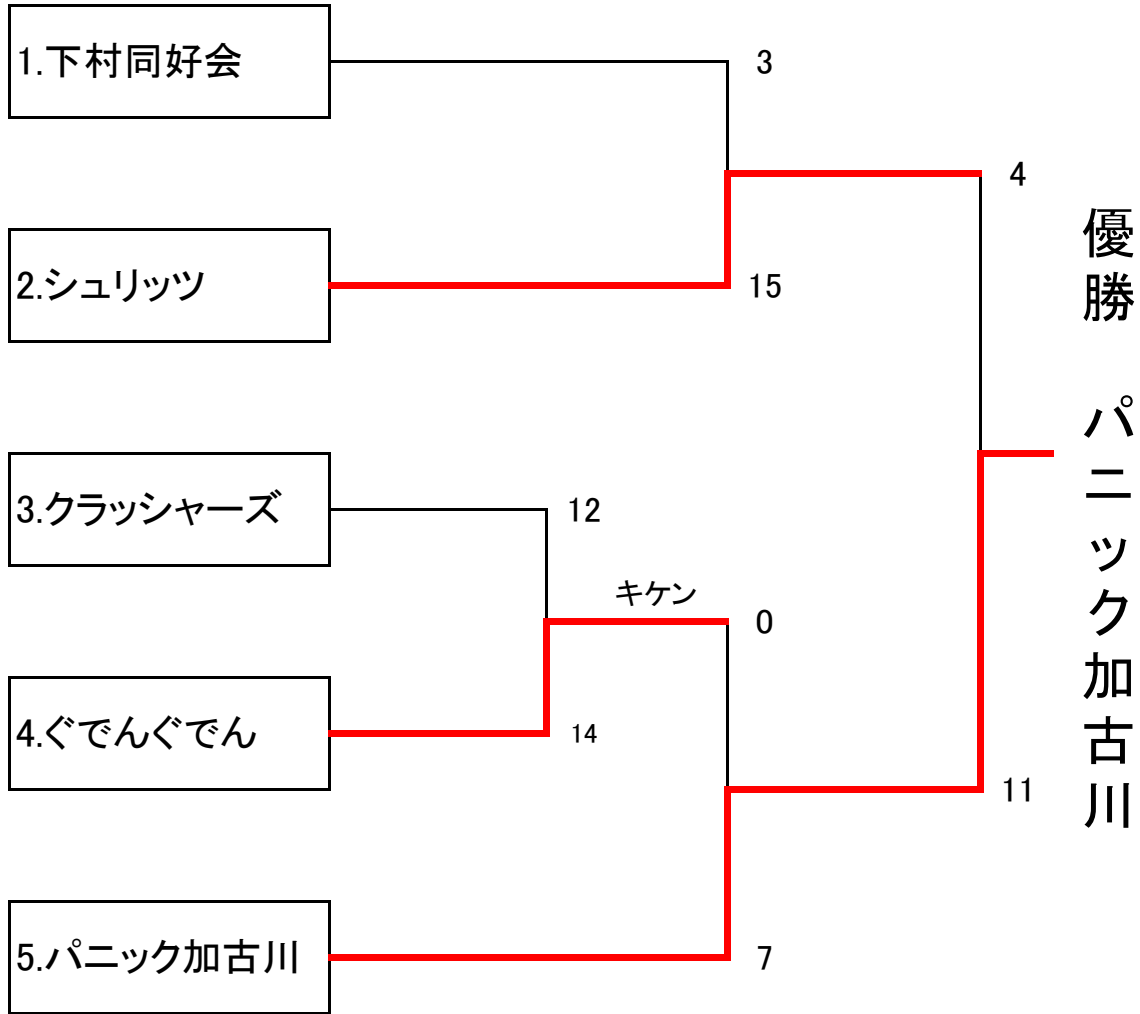 1.下村同好会
3
4
2.シュリッツ
15
3.クラッシャーズ
12
キケン
0
4.ぐでんぐでん
14
11
5.パニック加古川
7
優勝 パニック加古川